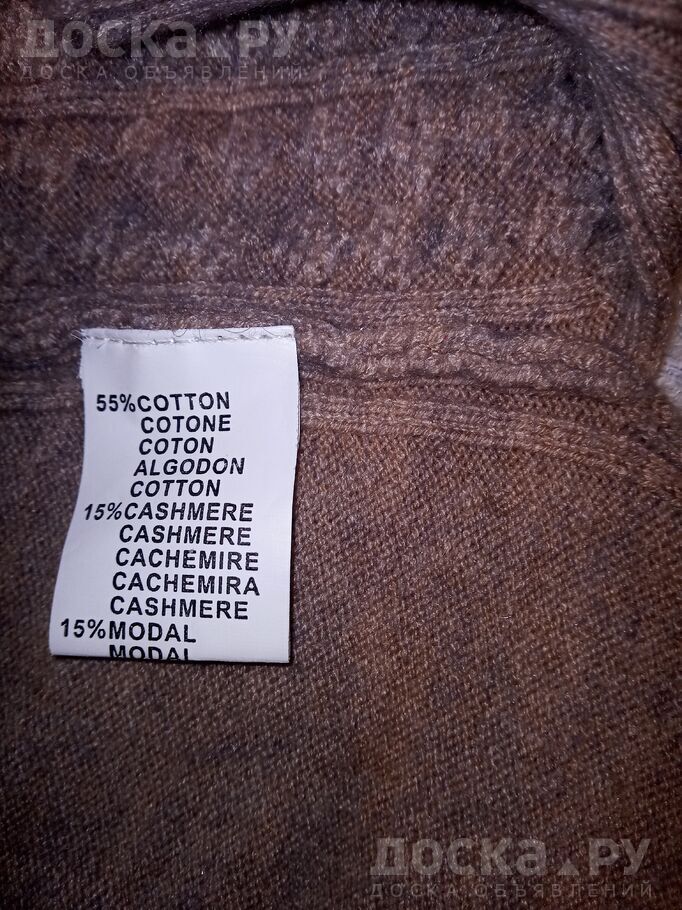 ДОСКА.РУ
ДОСКА ОБЪЯВЛЕНИЙ
55%COTTON
COTONE
COTON
ALGODON
COTTON
15%CASHMERE
CASHMERE
CACHEMIRE
CACHEMIRA
CASHMERE
15%MODAL
MODAL
ДОСКА.РУ
ДОСКА ОБЪЯВЛЕНИЙ